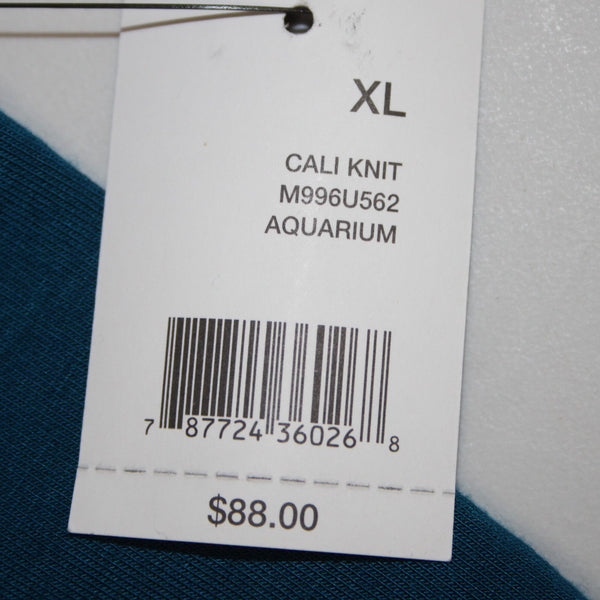 XL
CALI KNIT
M996U562
AQUARIUM
7 87724 36026 8
$88.00